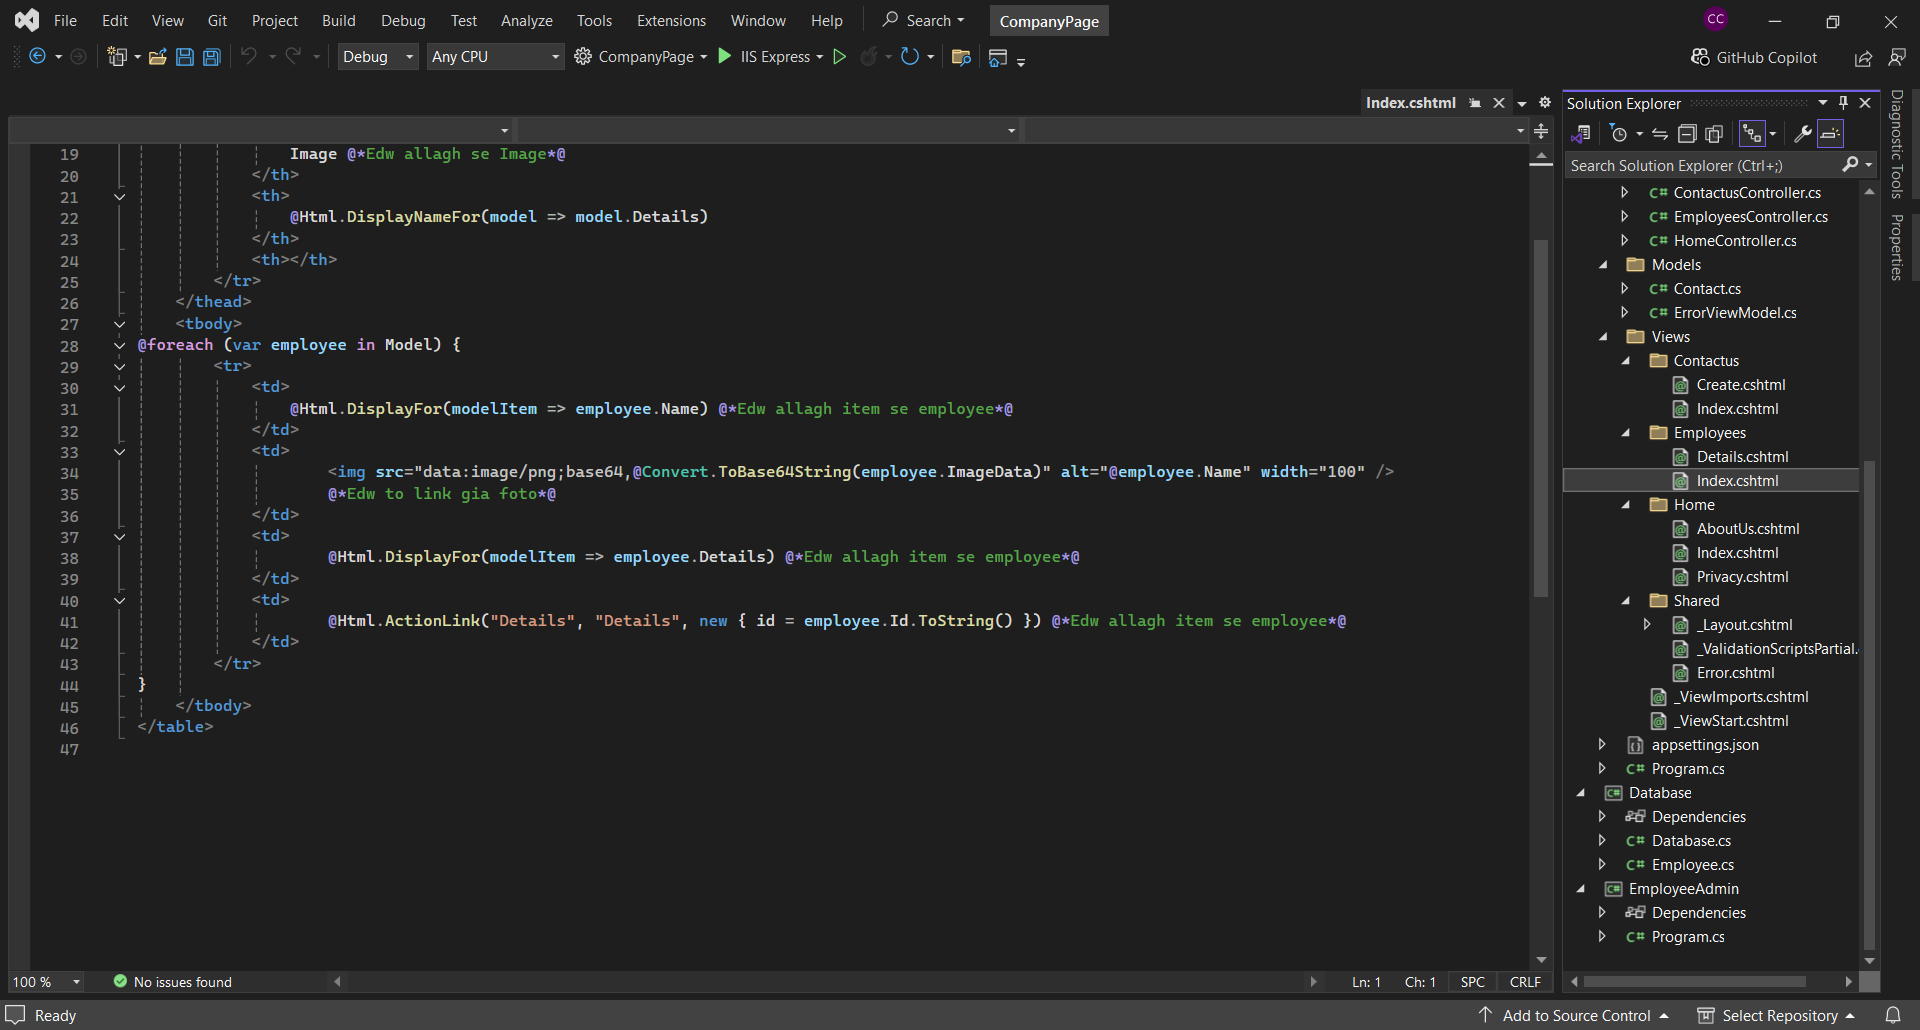 File Edit View Git Project Build Debug Test Analyze Tools Extensions Window Help Search CompanyPage CC
Debug Any CPU CompanyPage IIS Express GitHub Copilot
Index.cshtml
Solution Explorer
Search Solution Explorer (Ctrl+;)
Diagnostic Tools
Properties
19 Image @*Edw allagh se Image*@
20 </th>
21 <th>
22 @Html.DisplayNameFor(model => model.Details)
23 </th>
24 <th></th>
25 </tr>
26 </thead>
27 <tbody>
28 @foreach (var employee in Model) {
29 <tr>
30 <td>
31 @Html.DisplayFor(modelItem => employee.Name) @*Edw allagh item se employee*@
32 </td>
33 <td>
34 <img src="data:image/png;base64,@Convert.ToBase64String(employee.ImageData)" alt="@employee.Name" width="100" />
35 @*Edw to link gia foto*@
36 </td>
37 <td>
38 @Html.DisplayFor(modelItem => employee.Details) @*Edw allagh item se employee*@
39 </td>
40 <td>
41 @Html.ActionLink("Details", "Details", new { id = employee.Id.ToString() }) @*Edw allagh item se employee*@
42 </td>
43 </tr>
44 }
45 </tbody>
46 </table>
47
C# ContactusController.cs
C# EmployeesController.cs
C# HomeController.cs
Models
C# Contact.cs
C# ErrorViewModel.cs
Views
Contactus
Create.cshtml
Index.cshtml
Employees
Details.cshtml
Index.cshtml
Home
AboutUs.cshtml
Index.cshtml
Privacy.cshtml
Shared
_Layout.cshtml
_ValidationScriptsPartial.
Error.cshtml
_ViewImports.cshtml
_ViewStart.cshtml
appsettings.json
C# Program.cs
C# Database
Dependencies
C# Database.cs
C# Employee.cs
C# EmployeeAdmin
Dependencies
C# Program.cs
100 % No issues found Ln: 1 Ch: 1 SPC CRLF
Ready Add to Source Control Select Repository